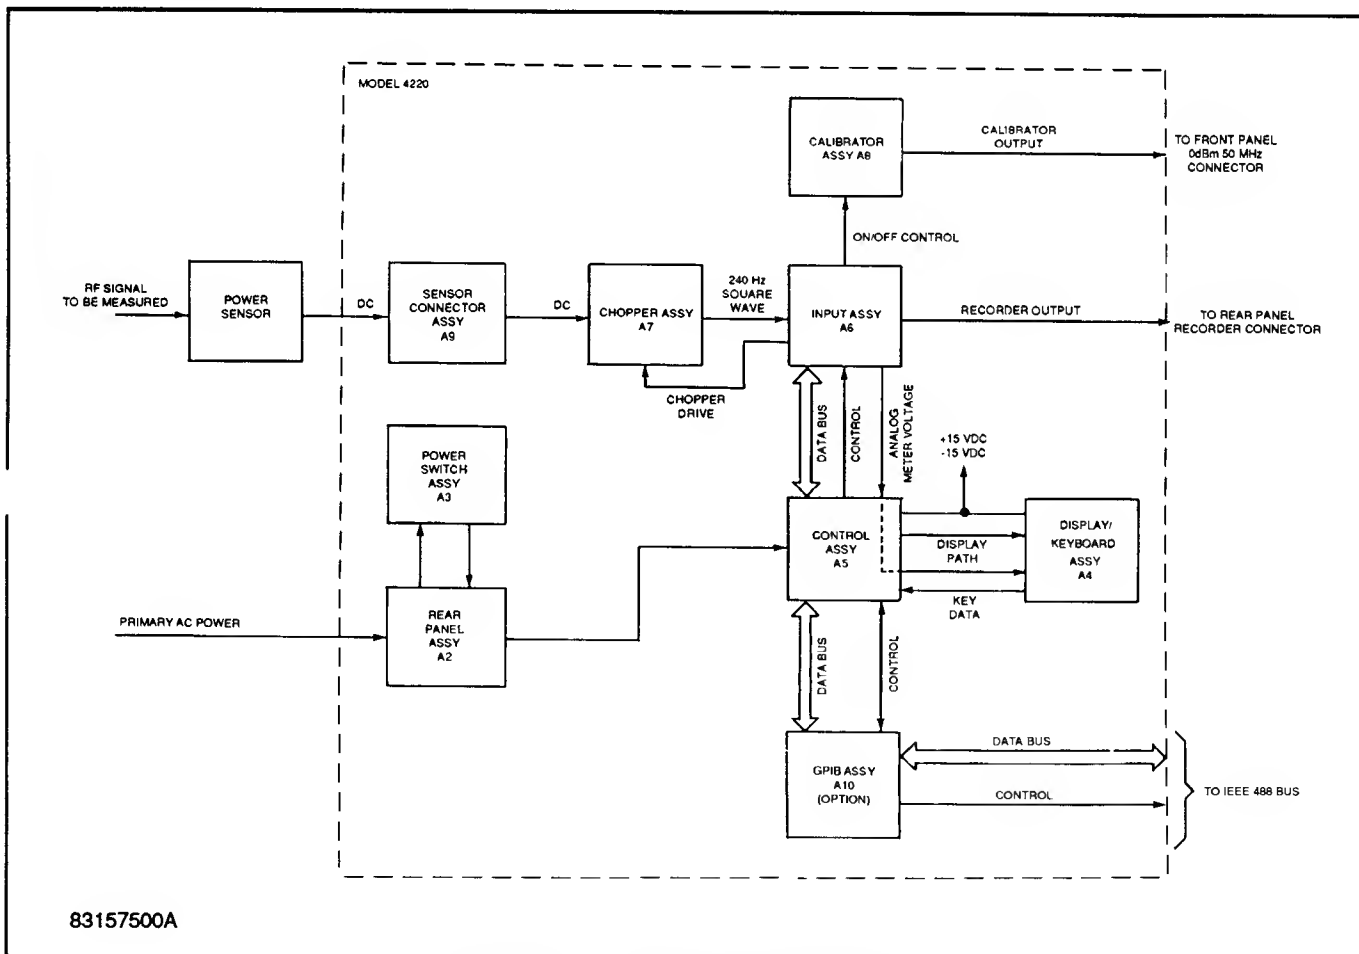 MODEL 4220
CALIBRATOR
ASSY A8
CALIBRATOR
OUTPUT
TO FRONT PANEL
0dBm 50 MHz
CONNECTOR
ON/OFF CONTROL
RF SIGNAL
TO BE MEASURED
POWER
SENSOR
DC
SENSOR
CONNECTOR
ASSY
A9
DC
CHOPPER ASSY
A7
240 Hz
SQUARE
WAVE
INPUT ASSY
A6
RECORDER OUTPUT
TO REAR PANEL
RECORDER CONNECTOR
CHOPPER
DRIVE
DATA BUS
CONTROL
ANALOG
METER VOLTAGE
+15 VDC
-15 VDC
POWER
SWITCH
ASSY
A3
CONTROL
ASSY
A5
DISPLAY
PATH
KEY
DATA
DISPLAY/
KEYBOARD
ASSY
A4
PRIMARY AC POWER
REAR
PANEL
ASSY
A2
DATA BUS
CONTROL
GPIB ASSY
A10
(OPTION)
DATA BUS
CONTROL
TO IEEE 488 BUS
83157500A